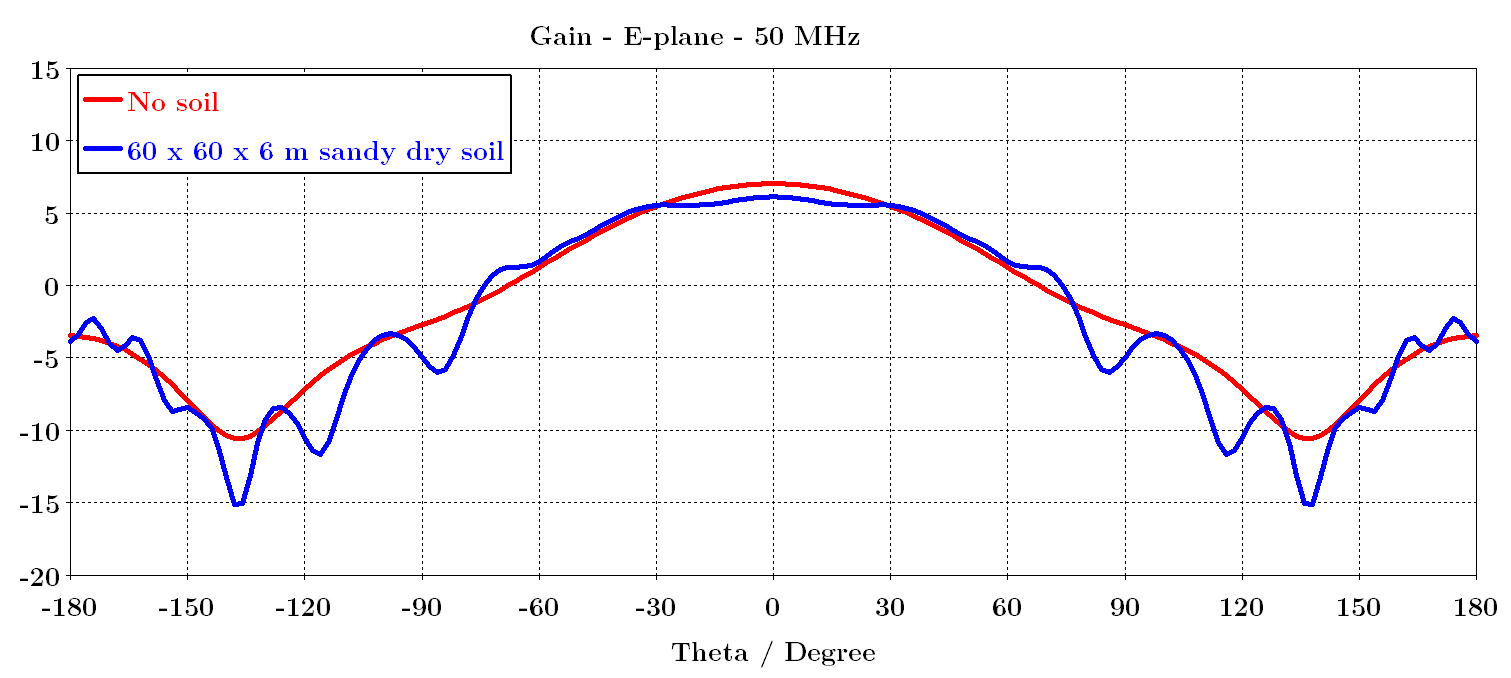 Gain - E-plane - 50 MHz
15
No soil
10
60 x 60 x 6 m sandy dry soil
5
0
-5
-10
-15
-20
-180 -150 -120 -90 -60 -30 0 30 60 90 120 150 180
Theta / Degree